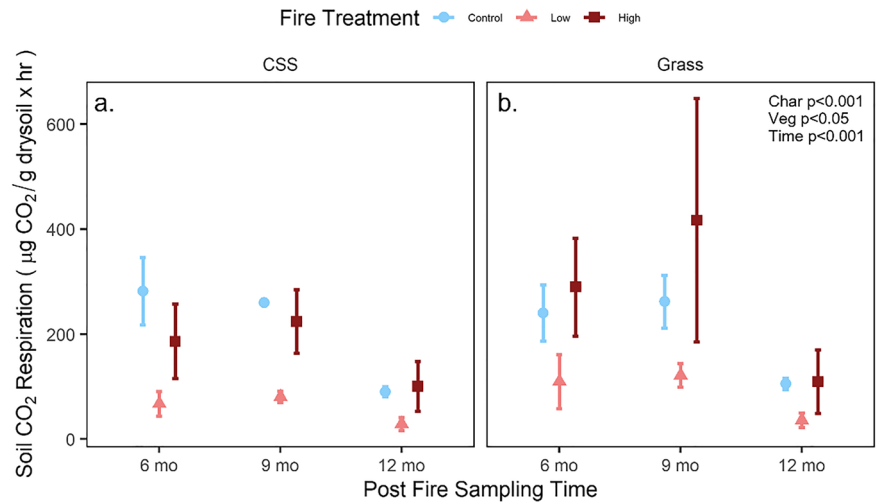 Fire Treatment Control Low High
CSS Grass
a. b.
Char p<0.001
Veg p<0.05
Time p<0.001
Soil CO₂ Respiration ( μg CO₂/ g drysoil x hr )
600
400
200
0
6 mo 9 mo 12 mo 6 mo 9 mo 12 mo
Post Fire Sampling Time